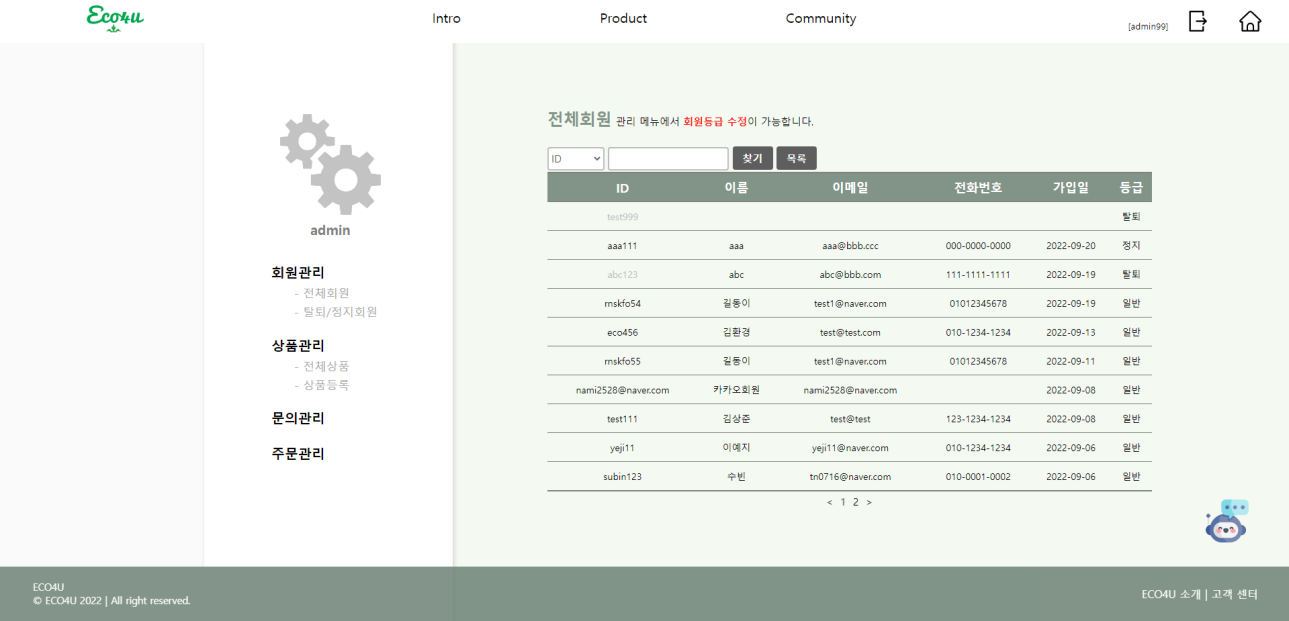 Eco4u
Intro Product Community [admin99]
admin
회원관리
- 전체회원
- 탈퇴/정지회원
상품관리
- 전체상품
- 상품등록
문의관리
주문관리
전체회원 관리 메뉴에서 회원등급 수정이 가능합니다.
ID 찾기 목록
ID 이름 이메일 전화번호 가입일 등급
test999 탈퇴
aaa111 aaa aaa@bbb.ccc 000-0000-0000 2022-09-20 정지
abc123 abc abc@bbb.com 111-1111-1111 2022-09-19 탈퇴
rnskfo54 길동이 test1@naver.com 01012345678 2022-09-19 일반
eco456 김환경 test@test.com 010-1234-1234 2022-09-13 일반
rnskfo55 길동이 test1@naver.com 01012345678 2022-09-11 일반
nami2528@naver.com 카카오회원 nami2528@naver.com 2022-09-08 일반
test111 김상준 test@test 123-1234-1234 2022-09-08 일반
yeji11 이예지 yeji11@naver.com 010-1234-1234 2022-09-06 일반
subin123 수빈 tn0716@naver.com 010-0001-0002 2022-09-06 일반
< 1 2 >
ECO4U
© ECO4U 2022 | All right reserved.
ECO4U 소개 | 고객 센터